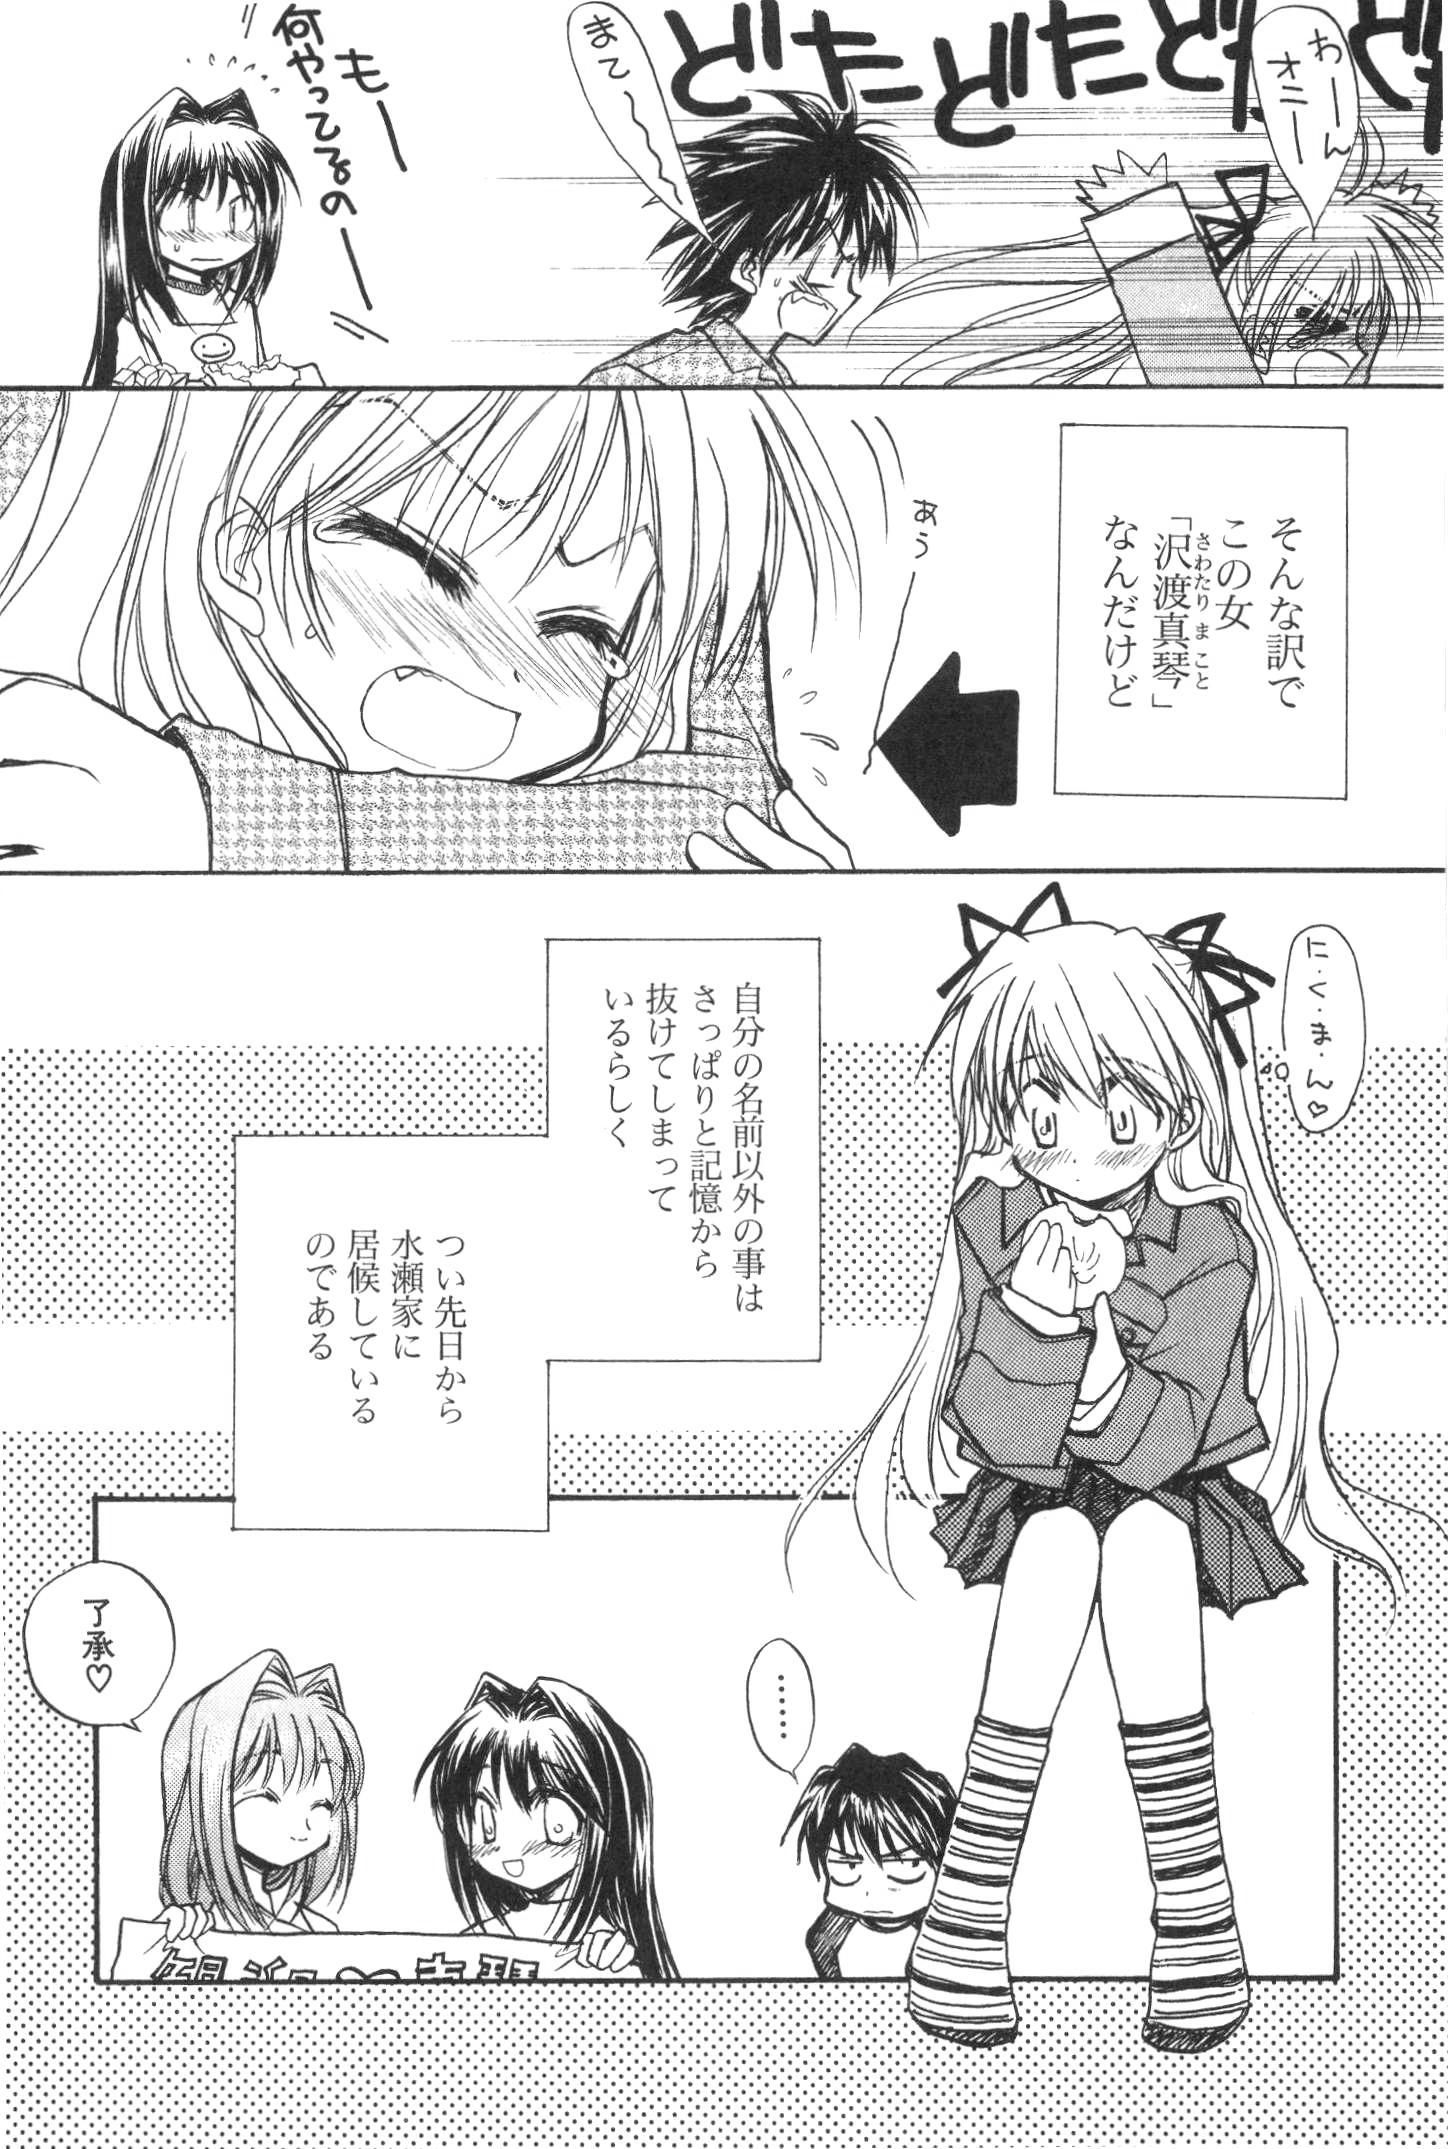 どたどたどたど
わーん
オニー
まて〜〜
もー
何やってるのー
そんな訳で
この女
「沢渡真琴」
さわたり まこと
なんだけど
あぅ
に・く・ま・ん♡
自分の名前以外の事は
さっぱりと記憶から
抜けてしまって
いるらしく
つい先日から
水瀬家に
居候している
のである
……
了承♡